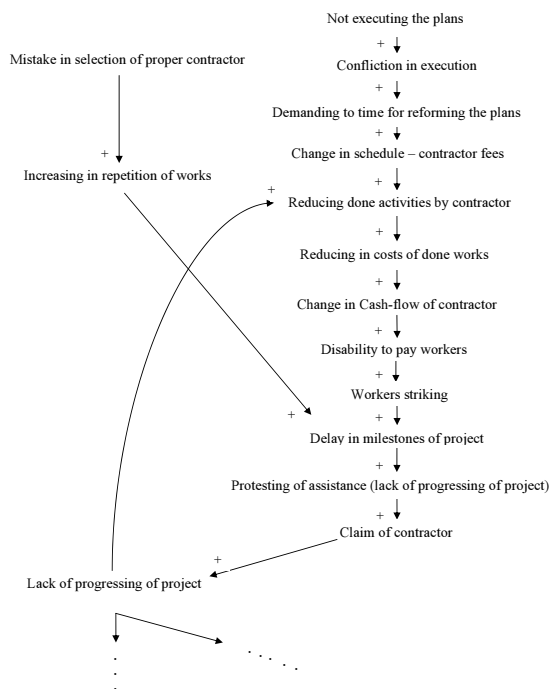 Not executing the plans
+
Mistake in selection of proper contractor
Confliction in execution
+
Demanding to time for reforming the plans
+
+
Change in schedule – contractor fees
Increasing in repetition of works
+
+
Reducing done activities by contractor
+
Reducing in costs of done works
+
Change in Cash-flow of contractor
+
Disability to pay workers
+
Workers striking
+
+
Delay in milestones of project
+
Protesting of assistance (lack of progressing of project)
+
Claim of contractor
+
Lack of progressing of project